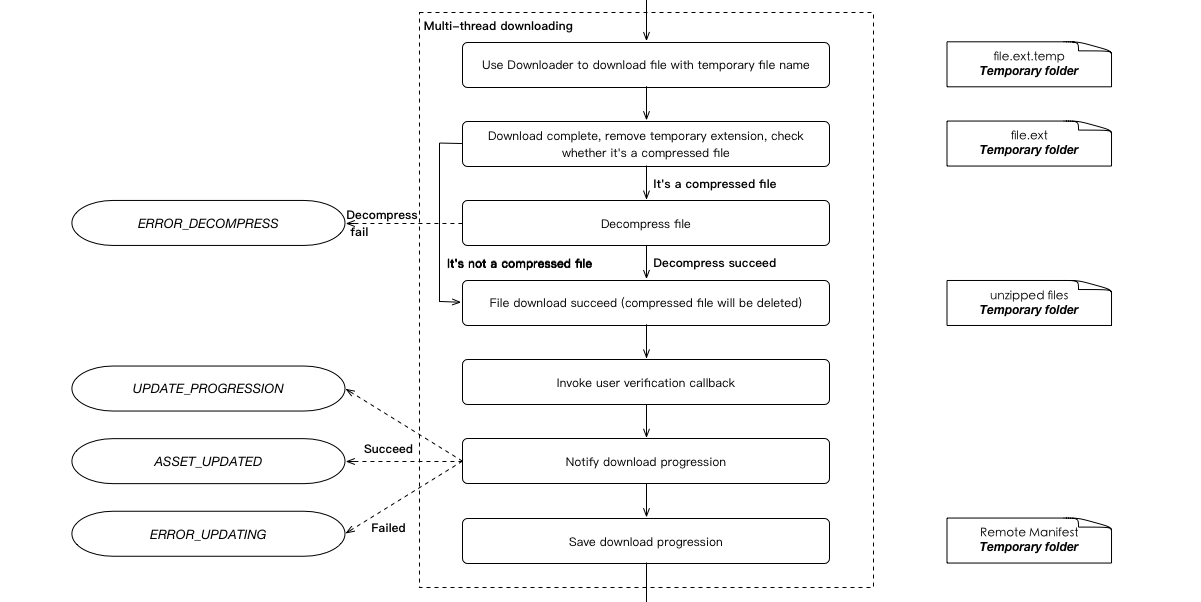 Multi-thread downloading
Use Downloader to download file with temporary file name
file.ext.temp
Temporary folder
Download complete, remove temporary extension, check
whether it's a compressed file
file.ext
Temporary folder
It's a compressed file
ERROR_DECOMPRESS
Decompress
fail
Decompress file
It's not a compressed file
Decompress succeed
File download succeed (compressed file will be deleted)
unzipped files
Temporary folder
Invoke user verification callback
UPDATE_PROGRESSION
ASSET_UPDATED
Succeed
Notify download progression
ERROR_UPDATING
Failed
Save download progression
Remote Manifest
Temporary folder